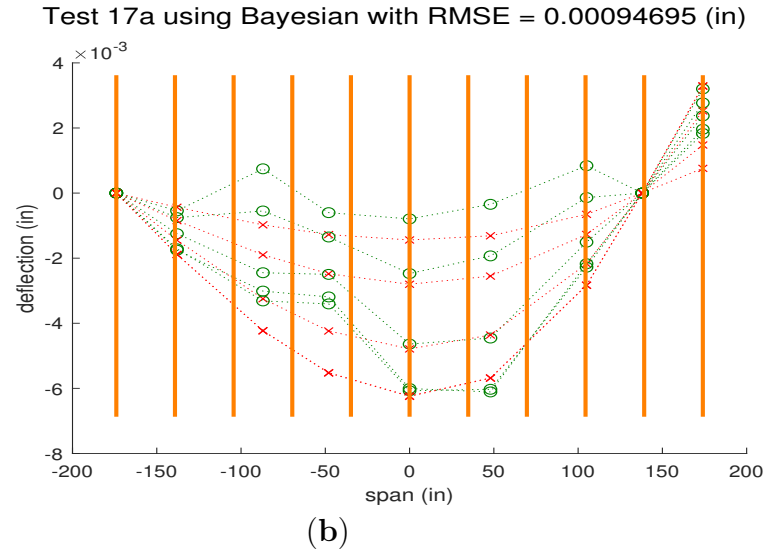 Test 17a using Bayesian with RMSE = 0.00094695 (in)
×10⁻³
4
2
0
-2
-4
-6
-8
deflection (in)
-200 -150 -100 -50 0 50 100 150 200
span (in)
(b)